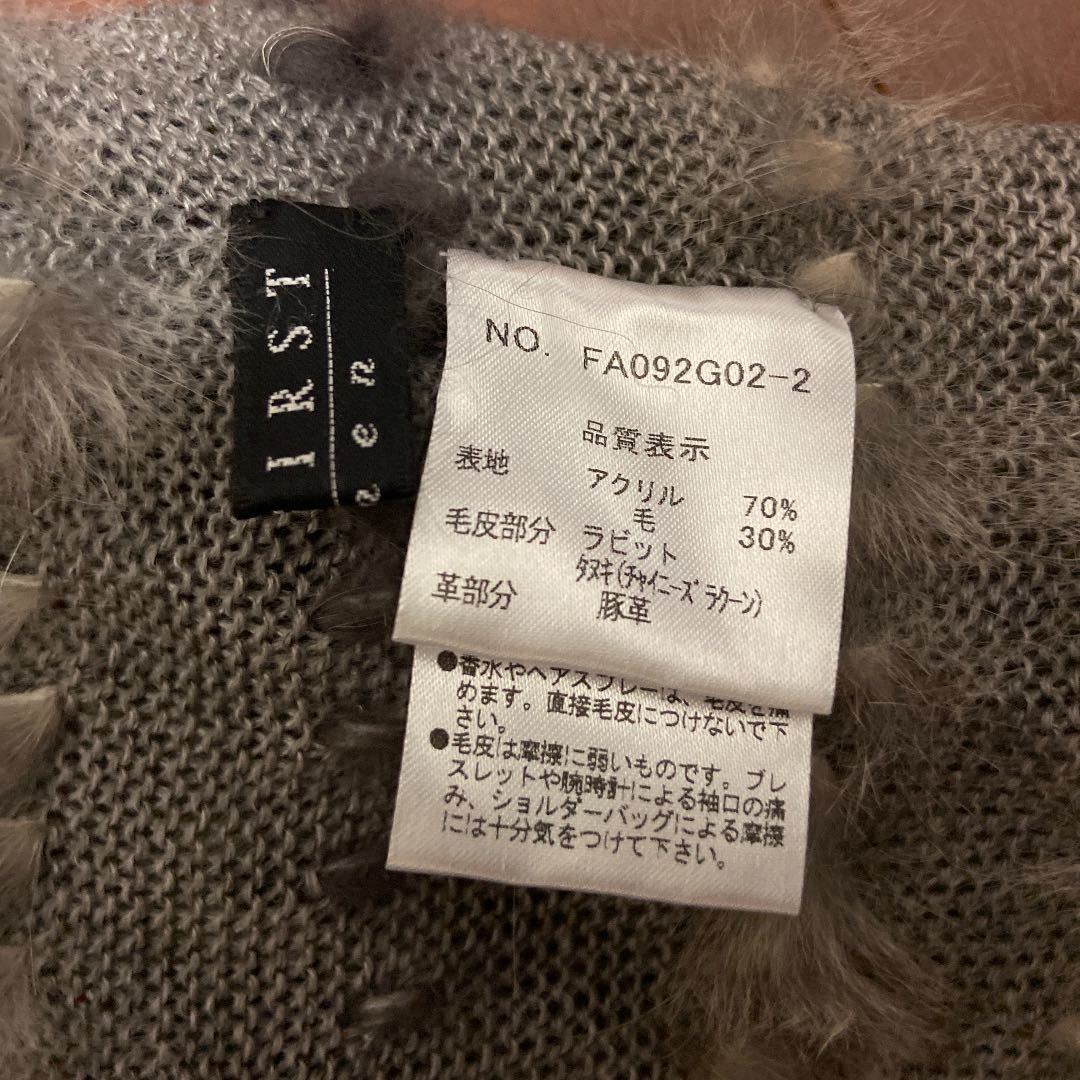 IRST
en
NO. FA092G02-2
品質表示
表地 アクリル 70%
毛 30%
毛皮部分 ラビット
タヌキ(チャイニーズ ラクーン)
革部分 豚革
●香水やヘアスプレーは、毛皮を痛
めます。直接毛皮につけないで下
さい。
●毛皮は摩擦に弱いものです。ブレ
スレットや腕時計による袖口の痛
み、ショルダーバッグによる摩擦
には十分気をつけて下さい。